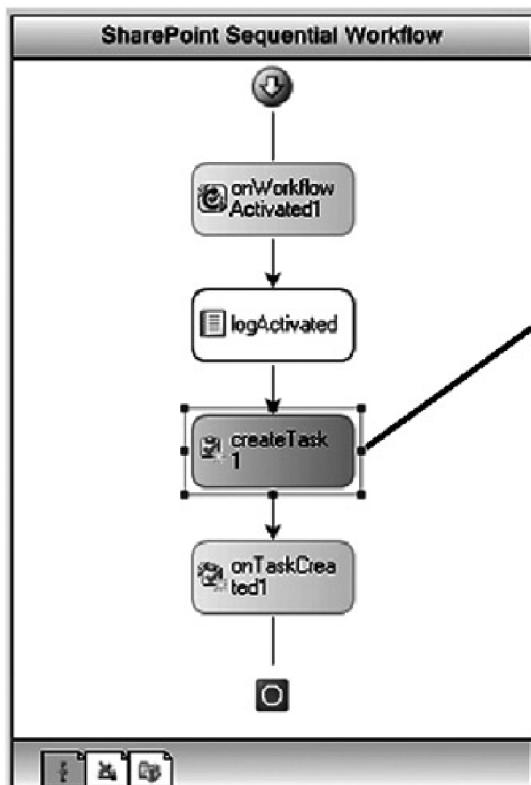 SharePoint Sequential Workflow
onWorkflow
Activated1
logActivated
createTask
1
onTaskCrea
ted1